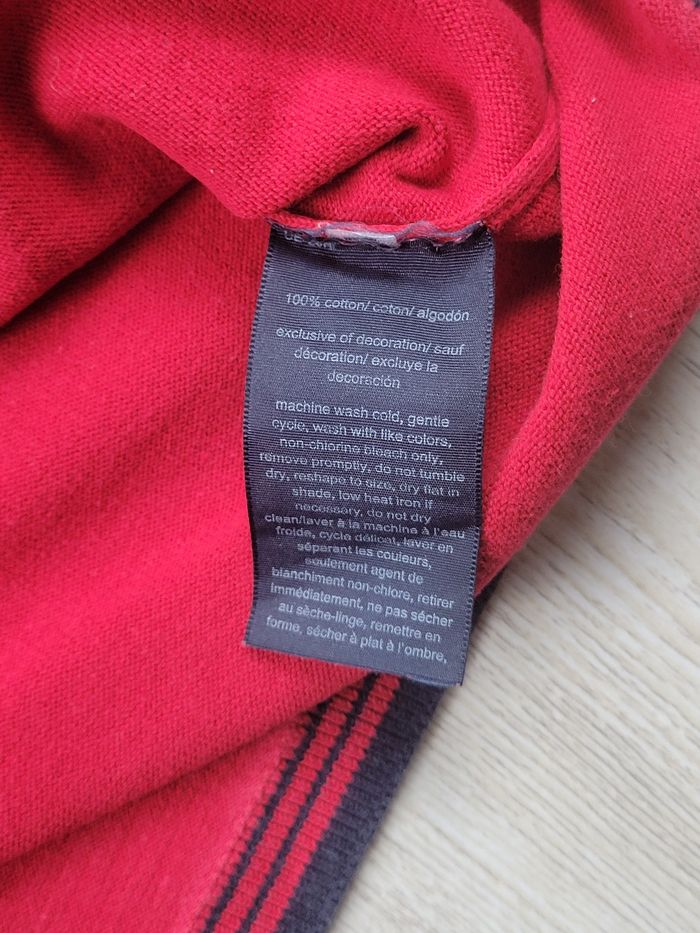 100% cotton/ coton/ algodón
exclusive of decoration/ sauf
décoration/ excluye la
decoración
machine wash cold, gentle
cycle, wash with like colors,
non-chlorine bleach only,
remove promptly, do not tumble
dry, reshape to size, dry flat in
shade, low heat iron if
necessary, do not dry
clean/laver à la machine à l'eau
froide, cycle délicat, laver en
séparant les couleurs,
seulement agent de
blanchiment non-chlore, retirer
immédiatement, ne pas sécher
au sèche-linge, remettre en
forme, sécher à plat à l'ombre,